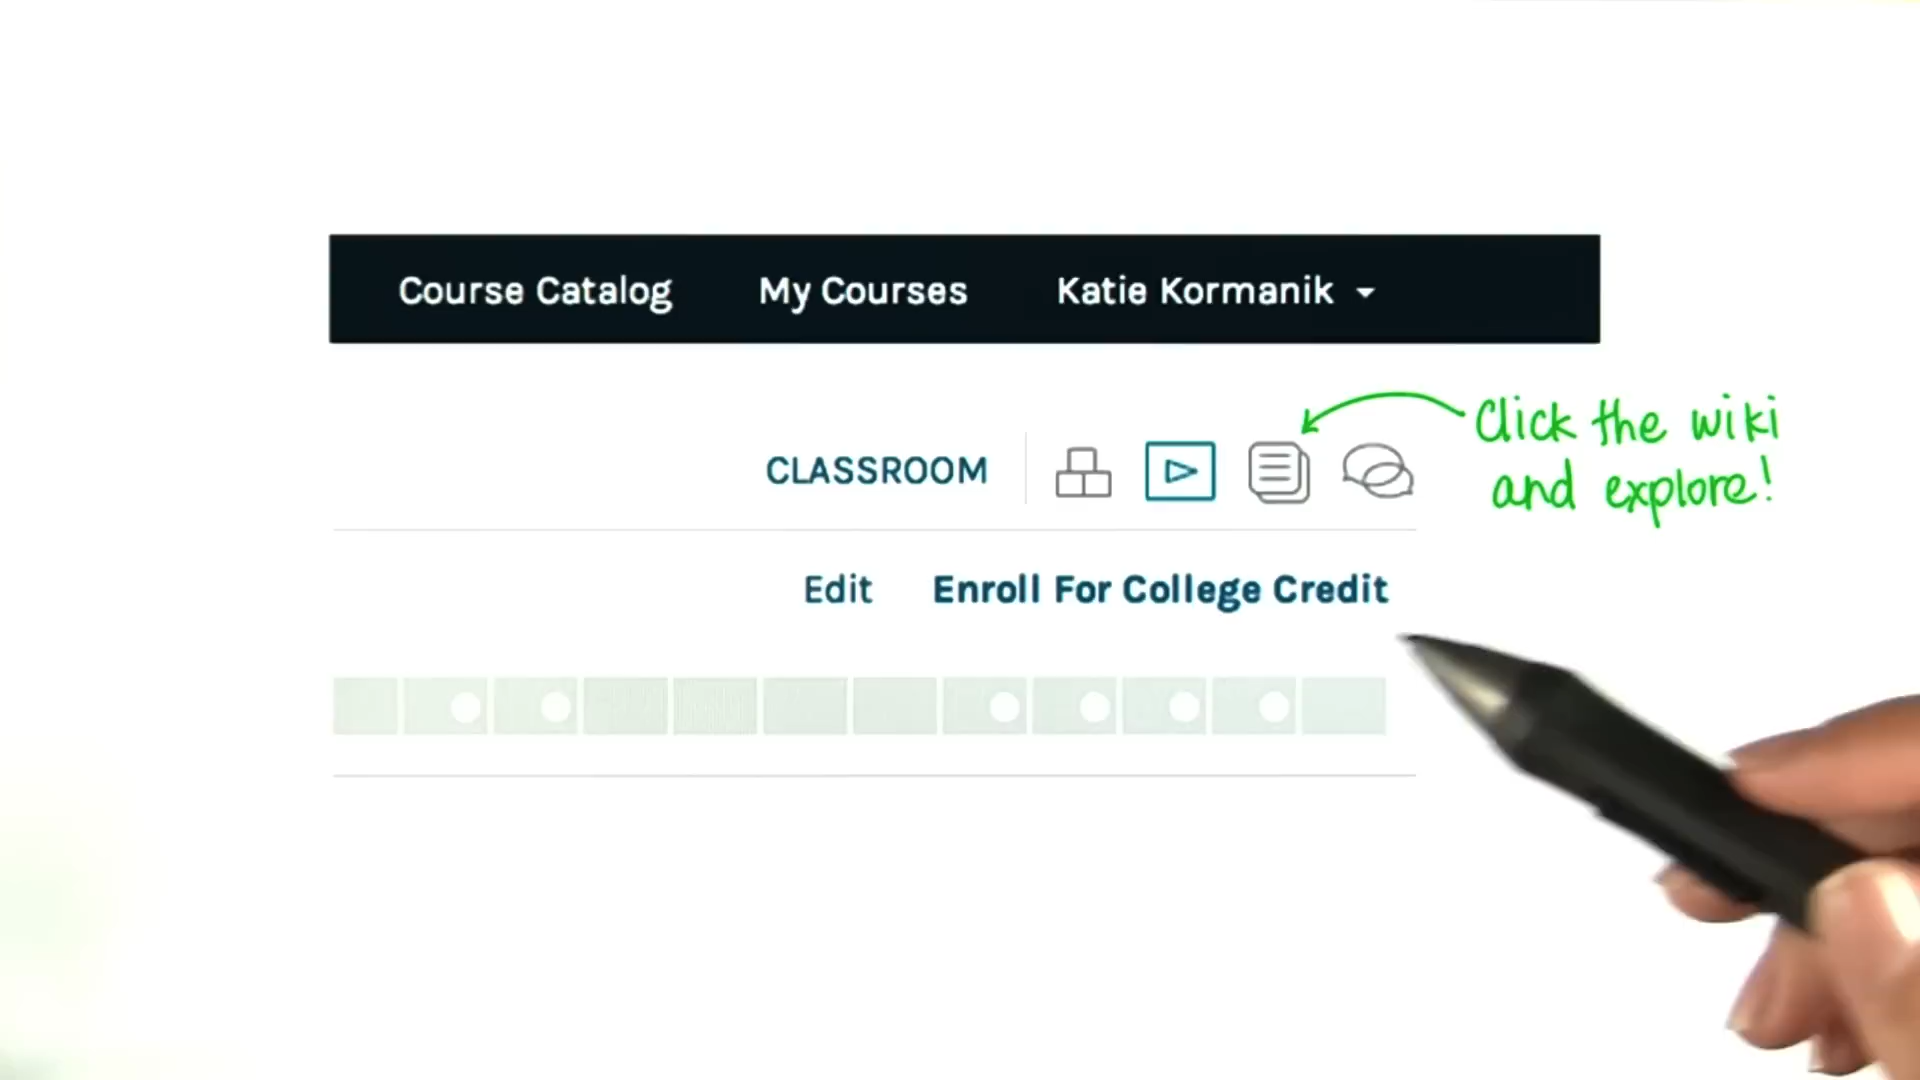 Course Catalog My Courses Katie Kormanik
CLASSROOM
Click the wiki
and explore!
Edit Enroll For College Credit